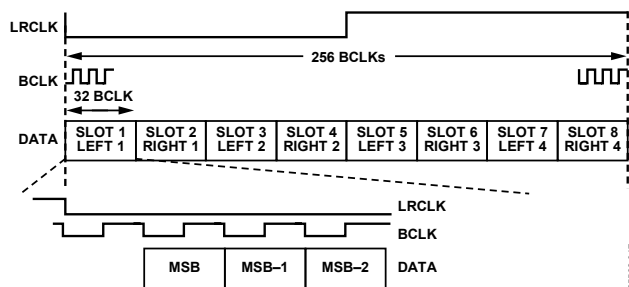 LRCLK
256 BCLKs
BCLK
32 BCLK
DATA
SLOT 1 SLOT 2 SLOT 3 SLOT 4 SLOT 5 SLOT 6 SLOT 7 SLOT 8
LEFT 1 RIGHT 1 LEFT 2 RIGHT 2 LEFT 3 RIGHT 3 LEFT 4 RIGHT 4
LRCLK
BCLK
MSB MSB–1 MSB–2 DATA